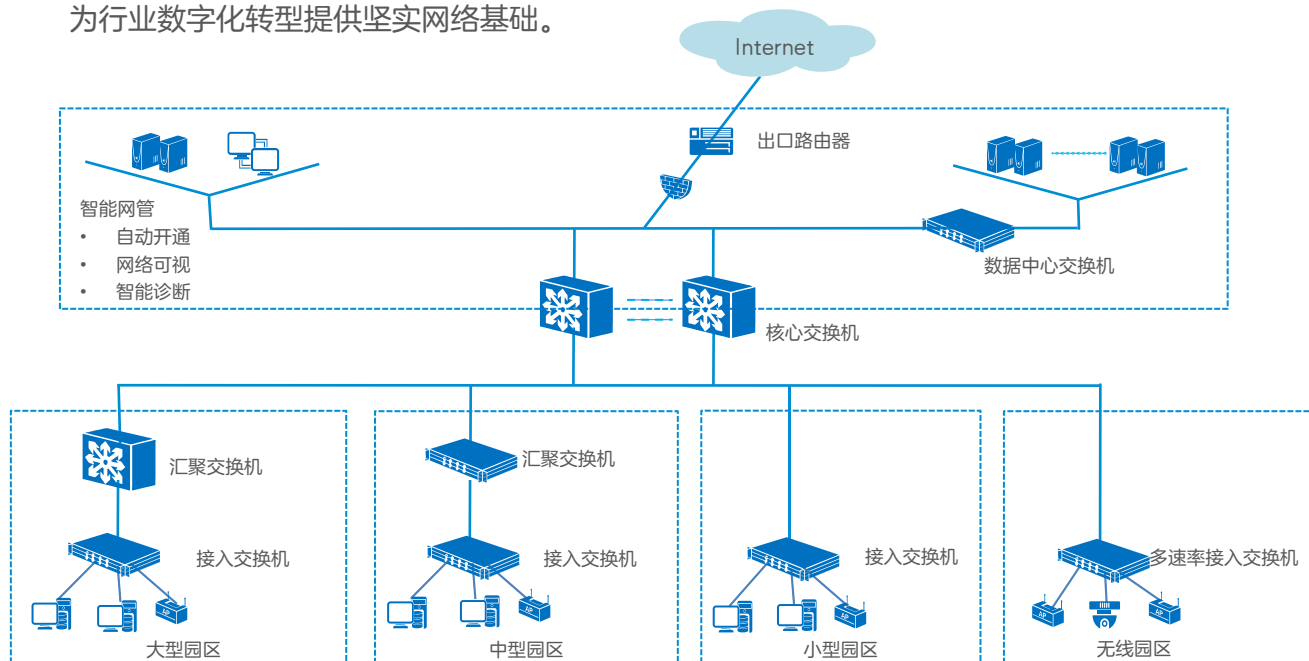 为行业数字化转型提供坚实网络基础。
Internet
出口路由器
智能网管
• 自动开通
• 网络可视
• 智能诊断
数据中心交换机
核心交换机
汇聚交换机
汇聚交换机
接入交换机
接入交换机
接入交换机
多速率接入交换机
AP
AP
AP
AP
AP
大型园区
中型园区
小型园区
无线园区